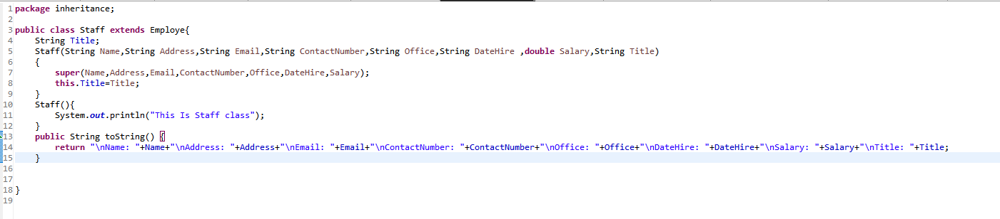 1 package inheritance;
2
3 public class Staff extends Employe{
4     String Title;
5     Staff(String Name,String Address,String Email,String ContactNumber,String Office,String DateHire ,double Salary,String Title)
6     {
7         super(Name,Address,Email,ContactNumber,Office,DateHire,Salary);
8         this.Title=Title;
9     }
10     Staff(){
11         System.out.println("This Is Staff class");
12     }
13     public String toString() {
14         return "\nName: "+Name+"\nAddress: "+Address+"\nEmail: "+Email+"\nContactNumber: "+ContactNumber+"\nOffice: "+Office+"\nDateHire: "+DateHire+"\nSalary: "+Salary+"\nTitle: "+Title;
15     }
16
17
18 }
19